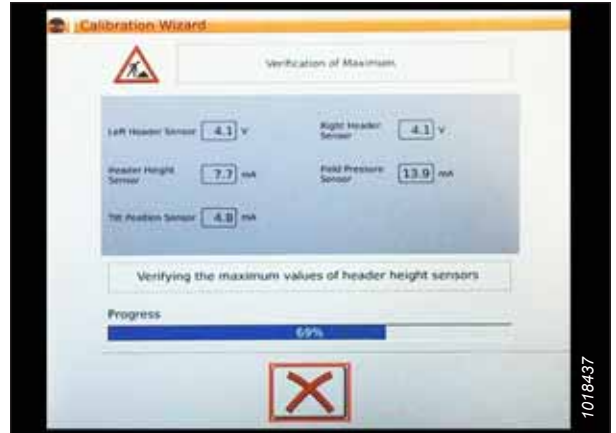 Calibration Wizard
Verification of Maximum
Left Header Sensor 4.1 V
Right Header Sensor 4.1 V
Header Height Sensor 7.7 mA
Field Pressure Sensor 13.9 mA
Tilt Position Sensor 4.8 mA
Verifying the maximum values of header height sensors
Progress
69%
1018437